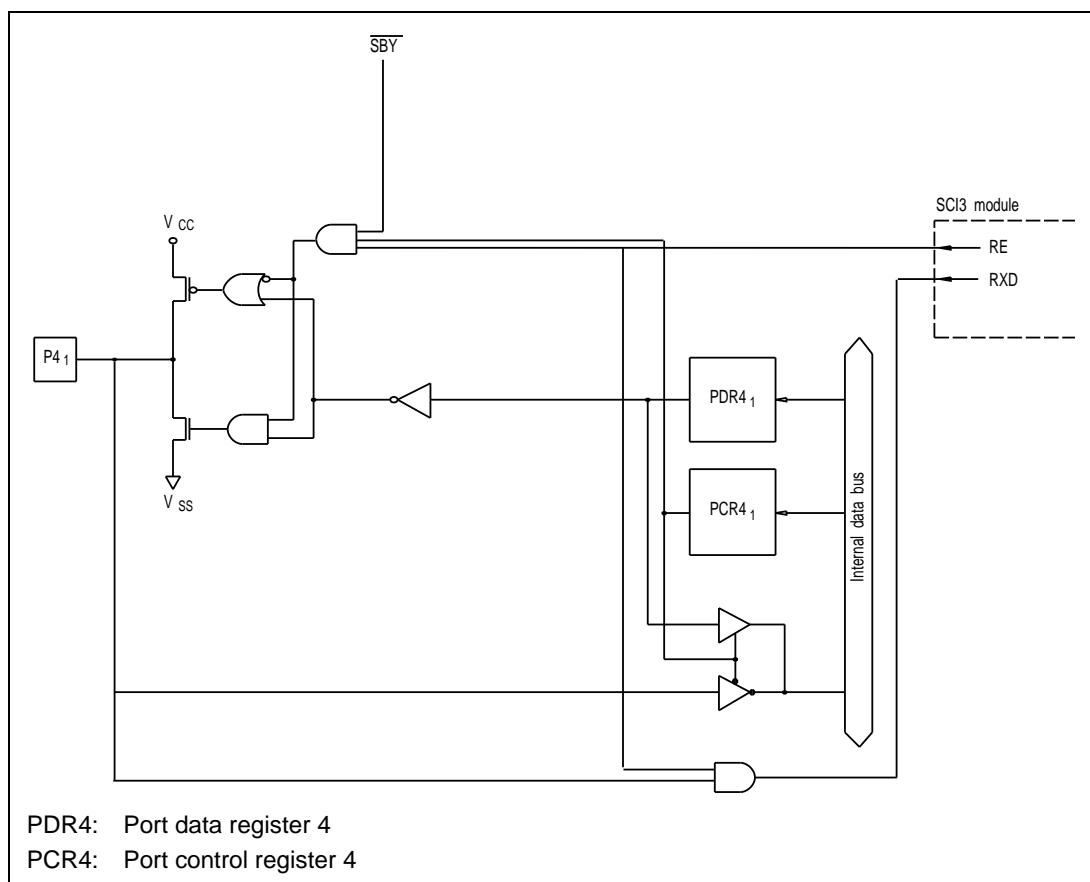 SBY
SCI3 module
V CC
RE
RXD
P4 1
PDR4 1
PCR4 1
Internal data bus
V SS
PDR4: Port data register 4
PCR4: Port control register 4